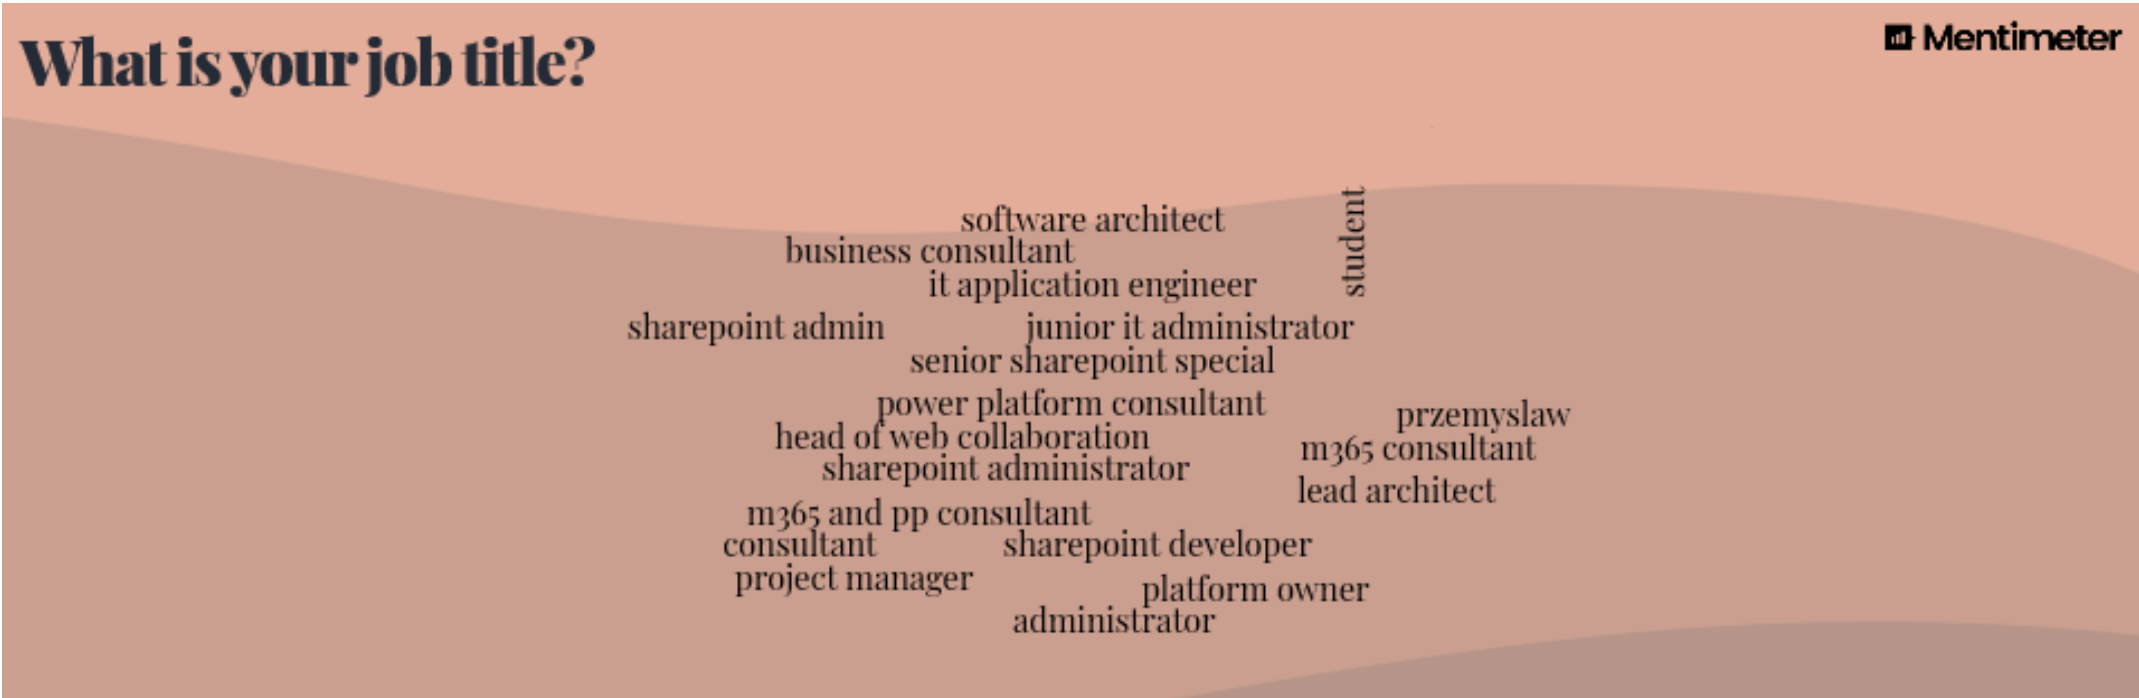 What is your job title?
Mentimeter
software architect
student
business consultant
it application engineer
sharepoint admin
junior it administrator
senior sharepoint special
power platform consultant
przemyslaw
head of web collaboration
m365 consultant
sharepoint administrator
lead architect
m365 and pp consultant
consultant
sharepoint developer
project manager
platform owner
administrator